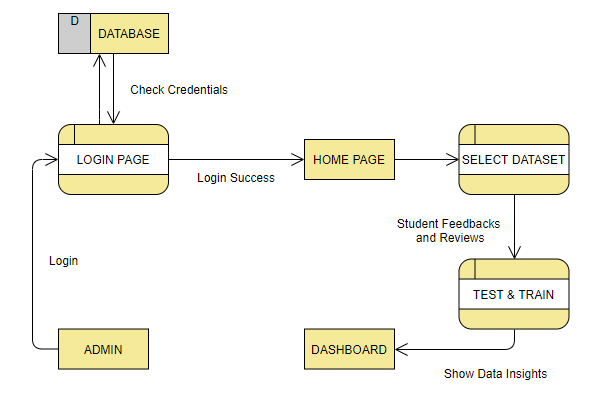 D
DATABASE
Check Credentials
LOGIN PAGE
HOME PAGE
SELECT DATASET
Login Success
Student Feedbacks
and Reviews
Login
TEST & TRAIN
ADMIN
DASHBOARD
Show Data Insights